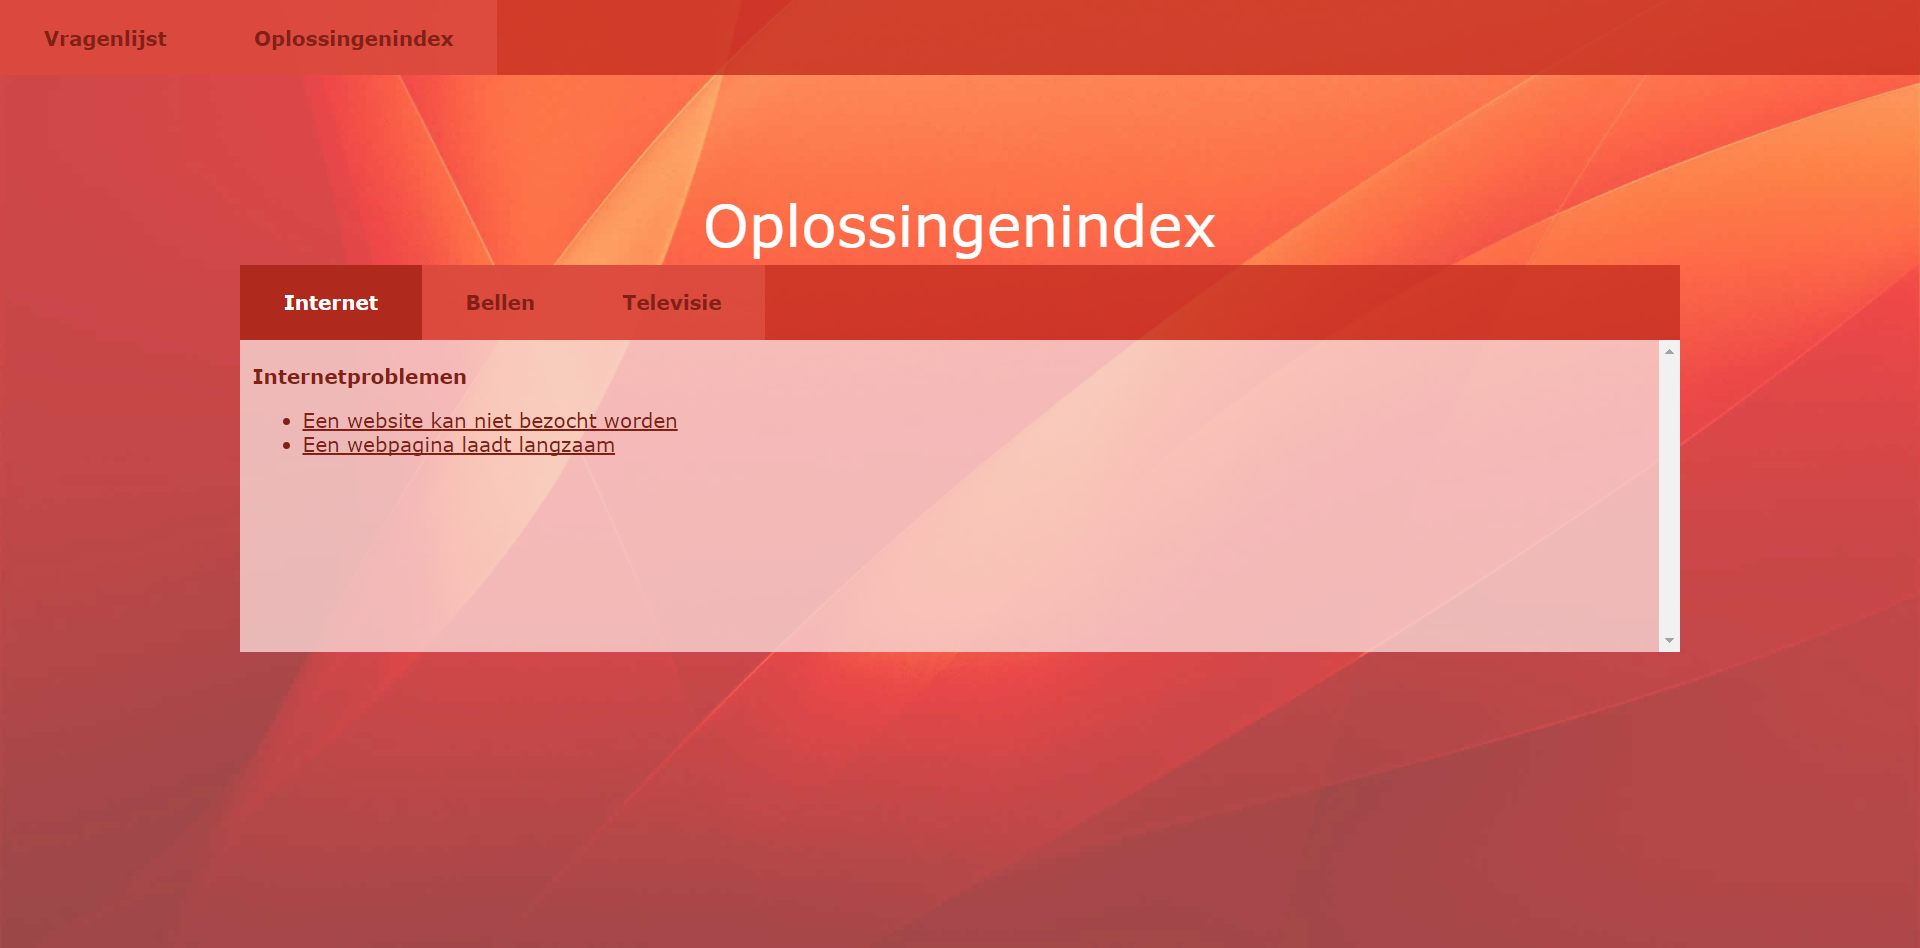 Vragenlijst Oplossingenindex
Oplossingenindex
Internet Bellen Televisie
Internetproblemen
Een website kan niet bezocht worden
Een webpagina laadt langzaam